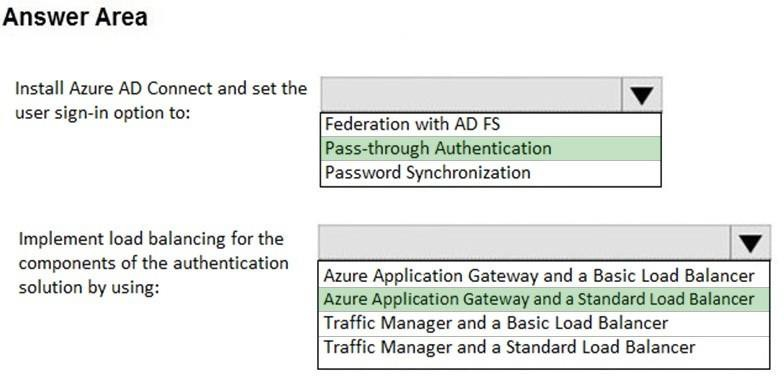 Answer Area
Install Azure AD Connect and set the
user sign-in option to:
Federation with AD FS
Pass-through Authentication
Password Synchronization
Implement load balancing for the
components of the authentication
solution by using:
Azure Application Gateway and a Basic Load Balancer
Azure Application Gateway and a Standard Load Balancer
Traffic Manager and a Basic Load Balancer
Traffic Manager and a Standard Load Balancer